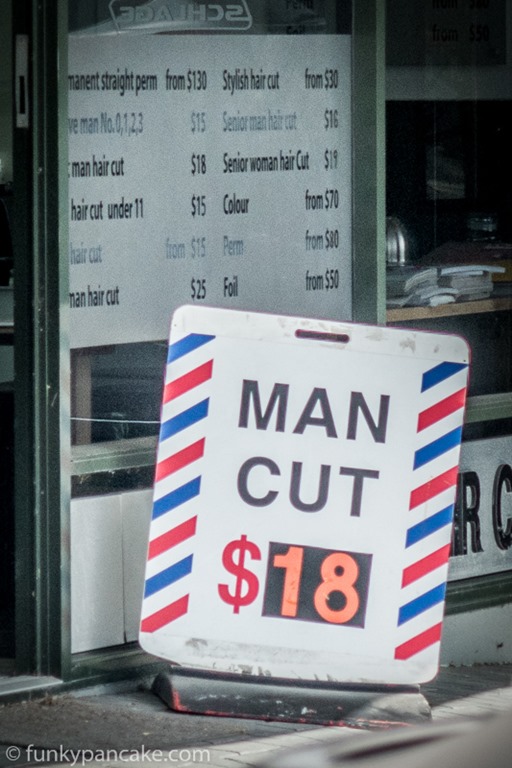 SCHLAGE
manent straight perm from $130 Stylish hair cut from $30
ve man No.0,1,2,3 $15 Senior man hair cut $16
man hair cut $18 Senior woman hair Cut $19
hair cut under 11 $15 Colour from $70
hair cut from $15 Perm from $80
man hair cut $25 Foil from $50
from $50
MAN
CUT
$18
R C
© funkypancake.com